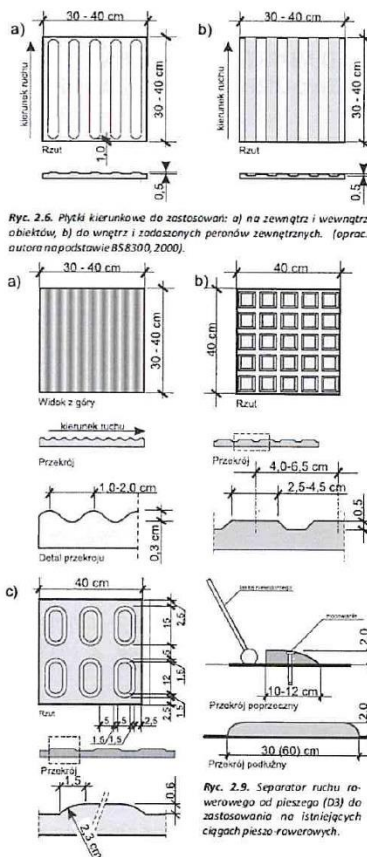 30 - 40 cm
30 - 40 cm
a)
b)
kierunek ruchu
30 - 40 cm
kierunek ruchu
30 - 40 cm
1,0
Rzut
Rzut
0,5
0,5
Ryc. 2.6. Płytki kierunkowe do zastosowań: a) na zewnątrz i wewnątrz
obiektów, b) do wnętrz i zadaszonych peronów zewnętrznych. (oprac.
autora na podstawie BS8300, 2000).
a)
30 - 40 cm
b)
40 cm
30 - 40 cm
40 cm
Widok z góry
Rzut
kierunek ruchu
Przekrój
Przekrój
4,0-6,5 cm
1,0-2,0 cm
2,5-4,5 cm
0,5
0,3 cm
Detal przekroju
c)
40 cm
15
2,5
5
1,5
12
2,5
1,5
Rzut
5
5
2,5
1,5
1,5
Przekrój
1,5
0,6
2,3 cm
mocowanie
2,0
10-12 cm
Przekrój poprzeczny
2,0
30 (60) cm
Przekrój podłużny
Ryc. 2.9. Separator ruchu ro-
werowego od pieszego (D3) do
zastosowania na istniejących
ciągach pieszo-rowerowych.